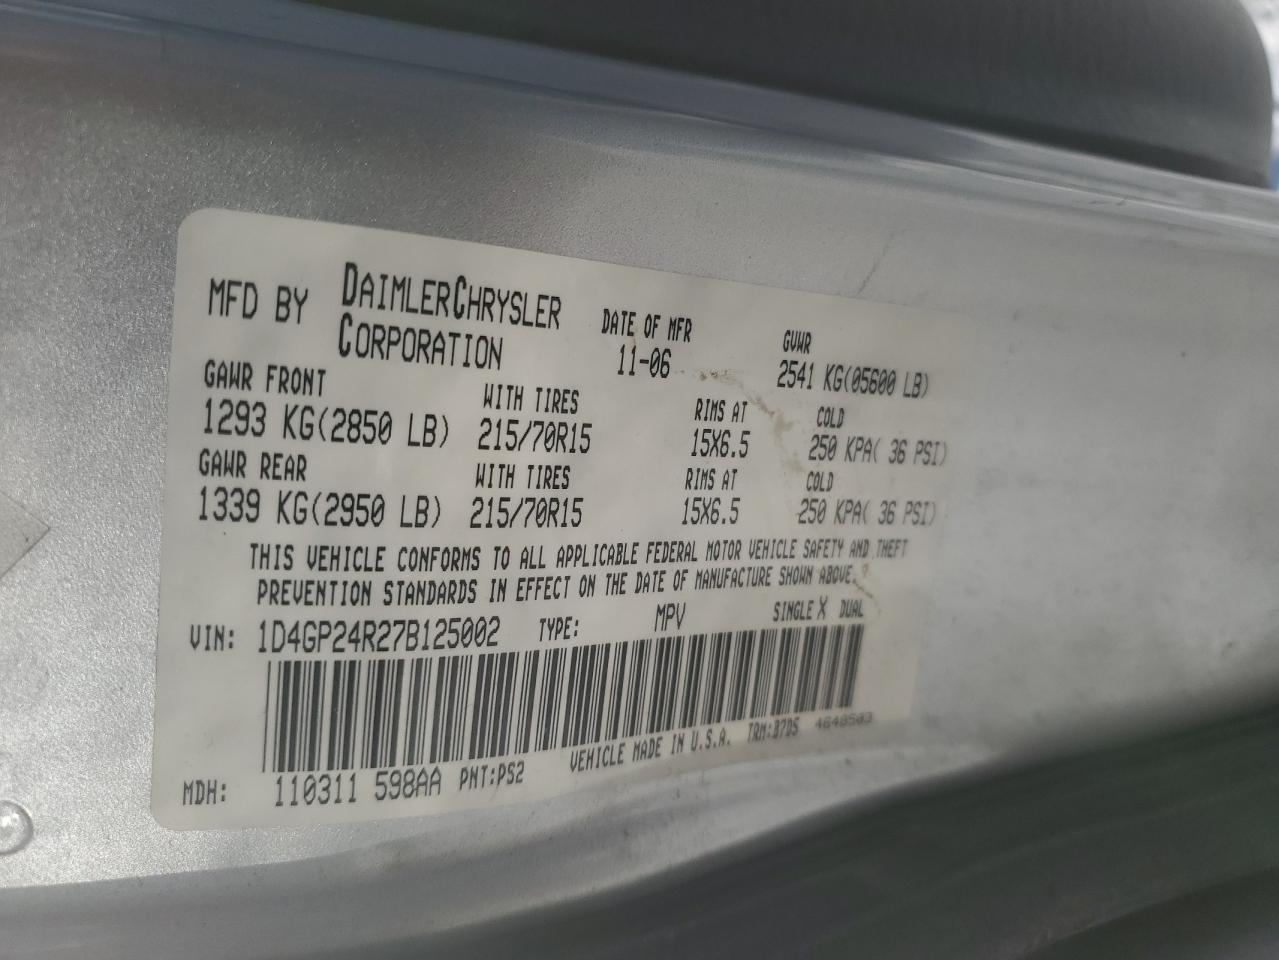 MFD BY DAIMLERCHRYSLER CORPORATION DATE OF MFR 11-06 GVWR 2541 KG(05600 LB)
GAWR FRONT WITH TIRES RIMS AT COLD
1293 KG(2850 LB) 215/70R15 15X6.5 250 KPA( 36 PSI)
GAWR REAR WITH TIRES RIMS AT COLD
1339 KG(2950 LB) 215/70R15 15X6.5 250 KPA( 36 PSI)
THIS VEHICLE CONFORMS TO ALL APPLICABLE FEDERAL MOTOR VEHICLE SAFETY AND THEFT
PREVENTION STANDARDS IN EFFECT ON THE DATE OF MANUFACTURE SHOWN ABOVE.
VIN: 1D4GP24R27B125002 TYPE: MPV SINGLE X DUAL
MDH: 110311 598AA PNT:PS2 VEHICLE MADE IN U.S.A. TRM:B7D5